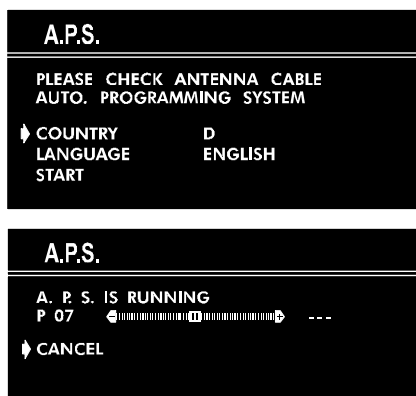 A.P.S.
PLEASE CHECK ANTENNA CABLE
AUTO. PROGRAMMING SYSTEM
COUNTRY D
LANGUAGE ENGLISH
START
A.P.S.
A. P. S. IS RUNNING
P 07 - + ---
CANCEL